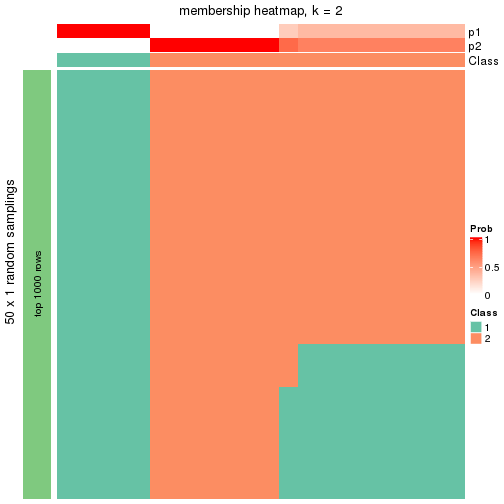 membership heatmap, k = 2
p1
p2
Class
50 x 1 random samplings
top 1000 rows
Prob
1
0.5
0
Class
1
2